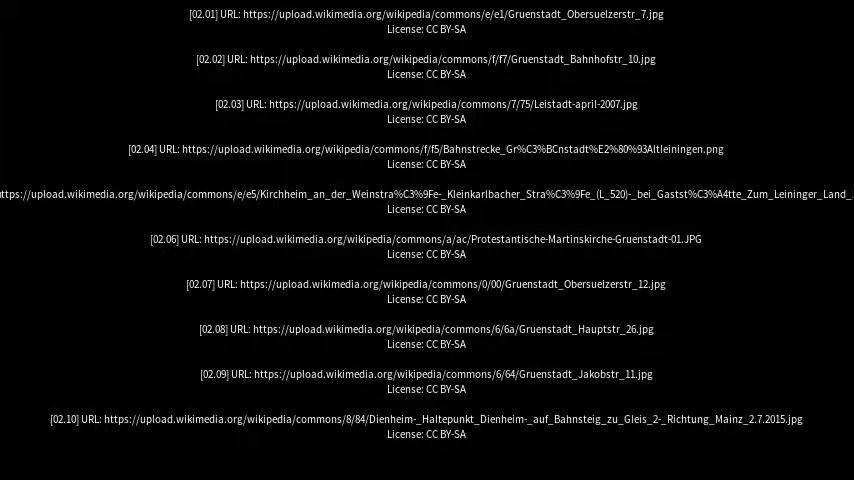 [02.01] URL: https://upload.wikimedia.org/wikipedia/commons/e/e1/Gruenstadt_Obersuelzerstr_7.jpg
License: CC BY-SA
[02.02] URL: https://upload.wikimedia.org/wikipedia/commons/f/f7/Gruenstadt_Bahnhofstr_10.jpg
License: CC BY-SA
[02.03] URL: https://upload.wikimedia.org/wikipedia/commons/7/75/Leistadt-april-2007.jpg
License: CC BY-SA
[02.04] URL: https://upload.wikimedia.org/wikipedia/commons/f/f5/Bahnstrecke_Gr%C3%BCnstadt%E2%80%93Altleiningen.png
License: CC BY-SA
ttps://upload.wikimedia.org/wikipedia/commons/e/e5/Kirchheim_an_der_Weinstra%C3%9Fe-_Kleinkarlbacher_Stra%C3%9Fe_(L_520)-_bei_Gastst%C3%A4tte_Zum_Leininger_Land_
License: CC BY-SA
[02.06] URL: https://upload.wikimedia.org/wikipedia/commons/a/ac/Protestantische-Martinskirche-Gruenstadt-01.JPG
License: CC BY-SA
[02.07] URL: https://upload.wikimedia.org/wikipedia/commons/0/00/Gruenstadt_Obersuelzerstr_12.jpg
License: CC BY-SA
[02.08] URL: https://upload.wikimedia.org/wikipedia/commons/6/6a/Gruenstadt_Hauptstr_26.jpg
License: CC BY-SA
[02.09] URL: https://upload.wikimedia.org/wikipedia/commons/6/64/Gruenstadt_Jakobstr_11.jpg
License: CC BY-SA
[02.10] URL: https://upload.wikimedia.org/wikipedia/commons/8/84/Dienheim-_Haltepunkt_Dienheim-_auf_Bahnsteig_zu_Gleis_2-_Richtung_Mainz_2.7.2015.jpg
License: CC BY-SA